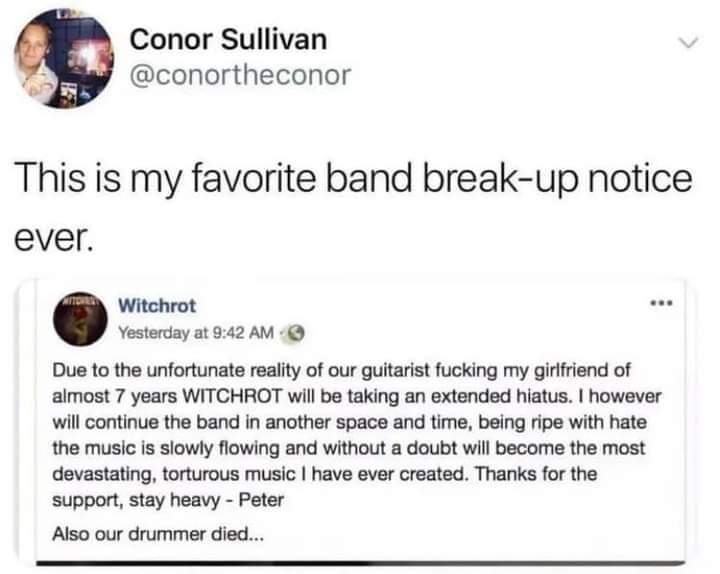 Conor Sullivan
@conortheconor
This is my favorite band break-up notice
ever.
WITCHROT
Witchrot
Yesterday at 9:42 AM
Due to the unfortunate reality of our guitarist fucking my girlfriend of
almost 7 years WITCHROT will be taking an extended hiatus. I however
will continue the band in another space and time, being ripe with hate
the music is slowly flowing and without a doubt will become the most
devastating, torturous music I have ever created. Thanks for the
support, stay heavy - Peter
Also our drummer died...